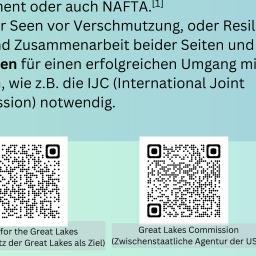 nent oder auch NAFTA.[1]
r Seen vor Verschmutzung, oder Resil
nd Zusammenarbeit beider Seiten und
en für einen erfolgreichen Umgang mi
, wie z.B. die IJC (International Joint
ssion) notwendig.
for the Great Lakes
tz der Great Lakes als Ziel)
Great Lakes Commission
(Zwischenstaatliche Agentur der US